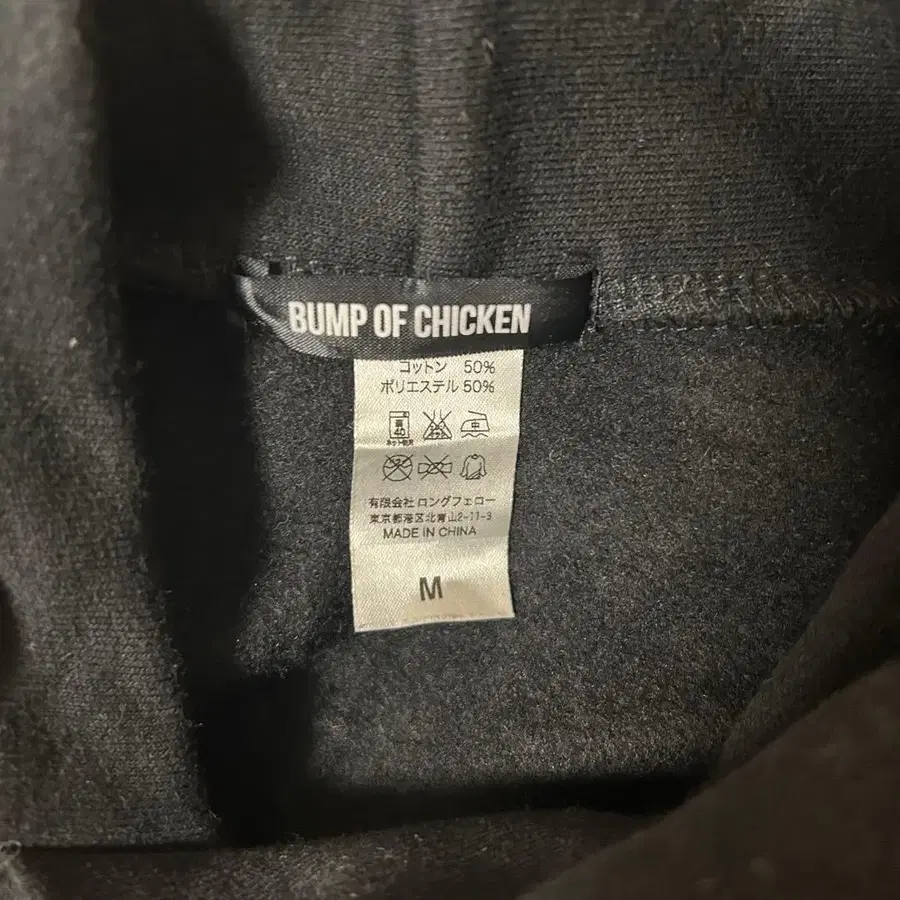 BUMP OF CHICKEN
コットン 50%
ポリエステル 50%
40 中
有限会社 ロングフェロー
東京都港区北青山2-11-3
MADE IN CHINA
M